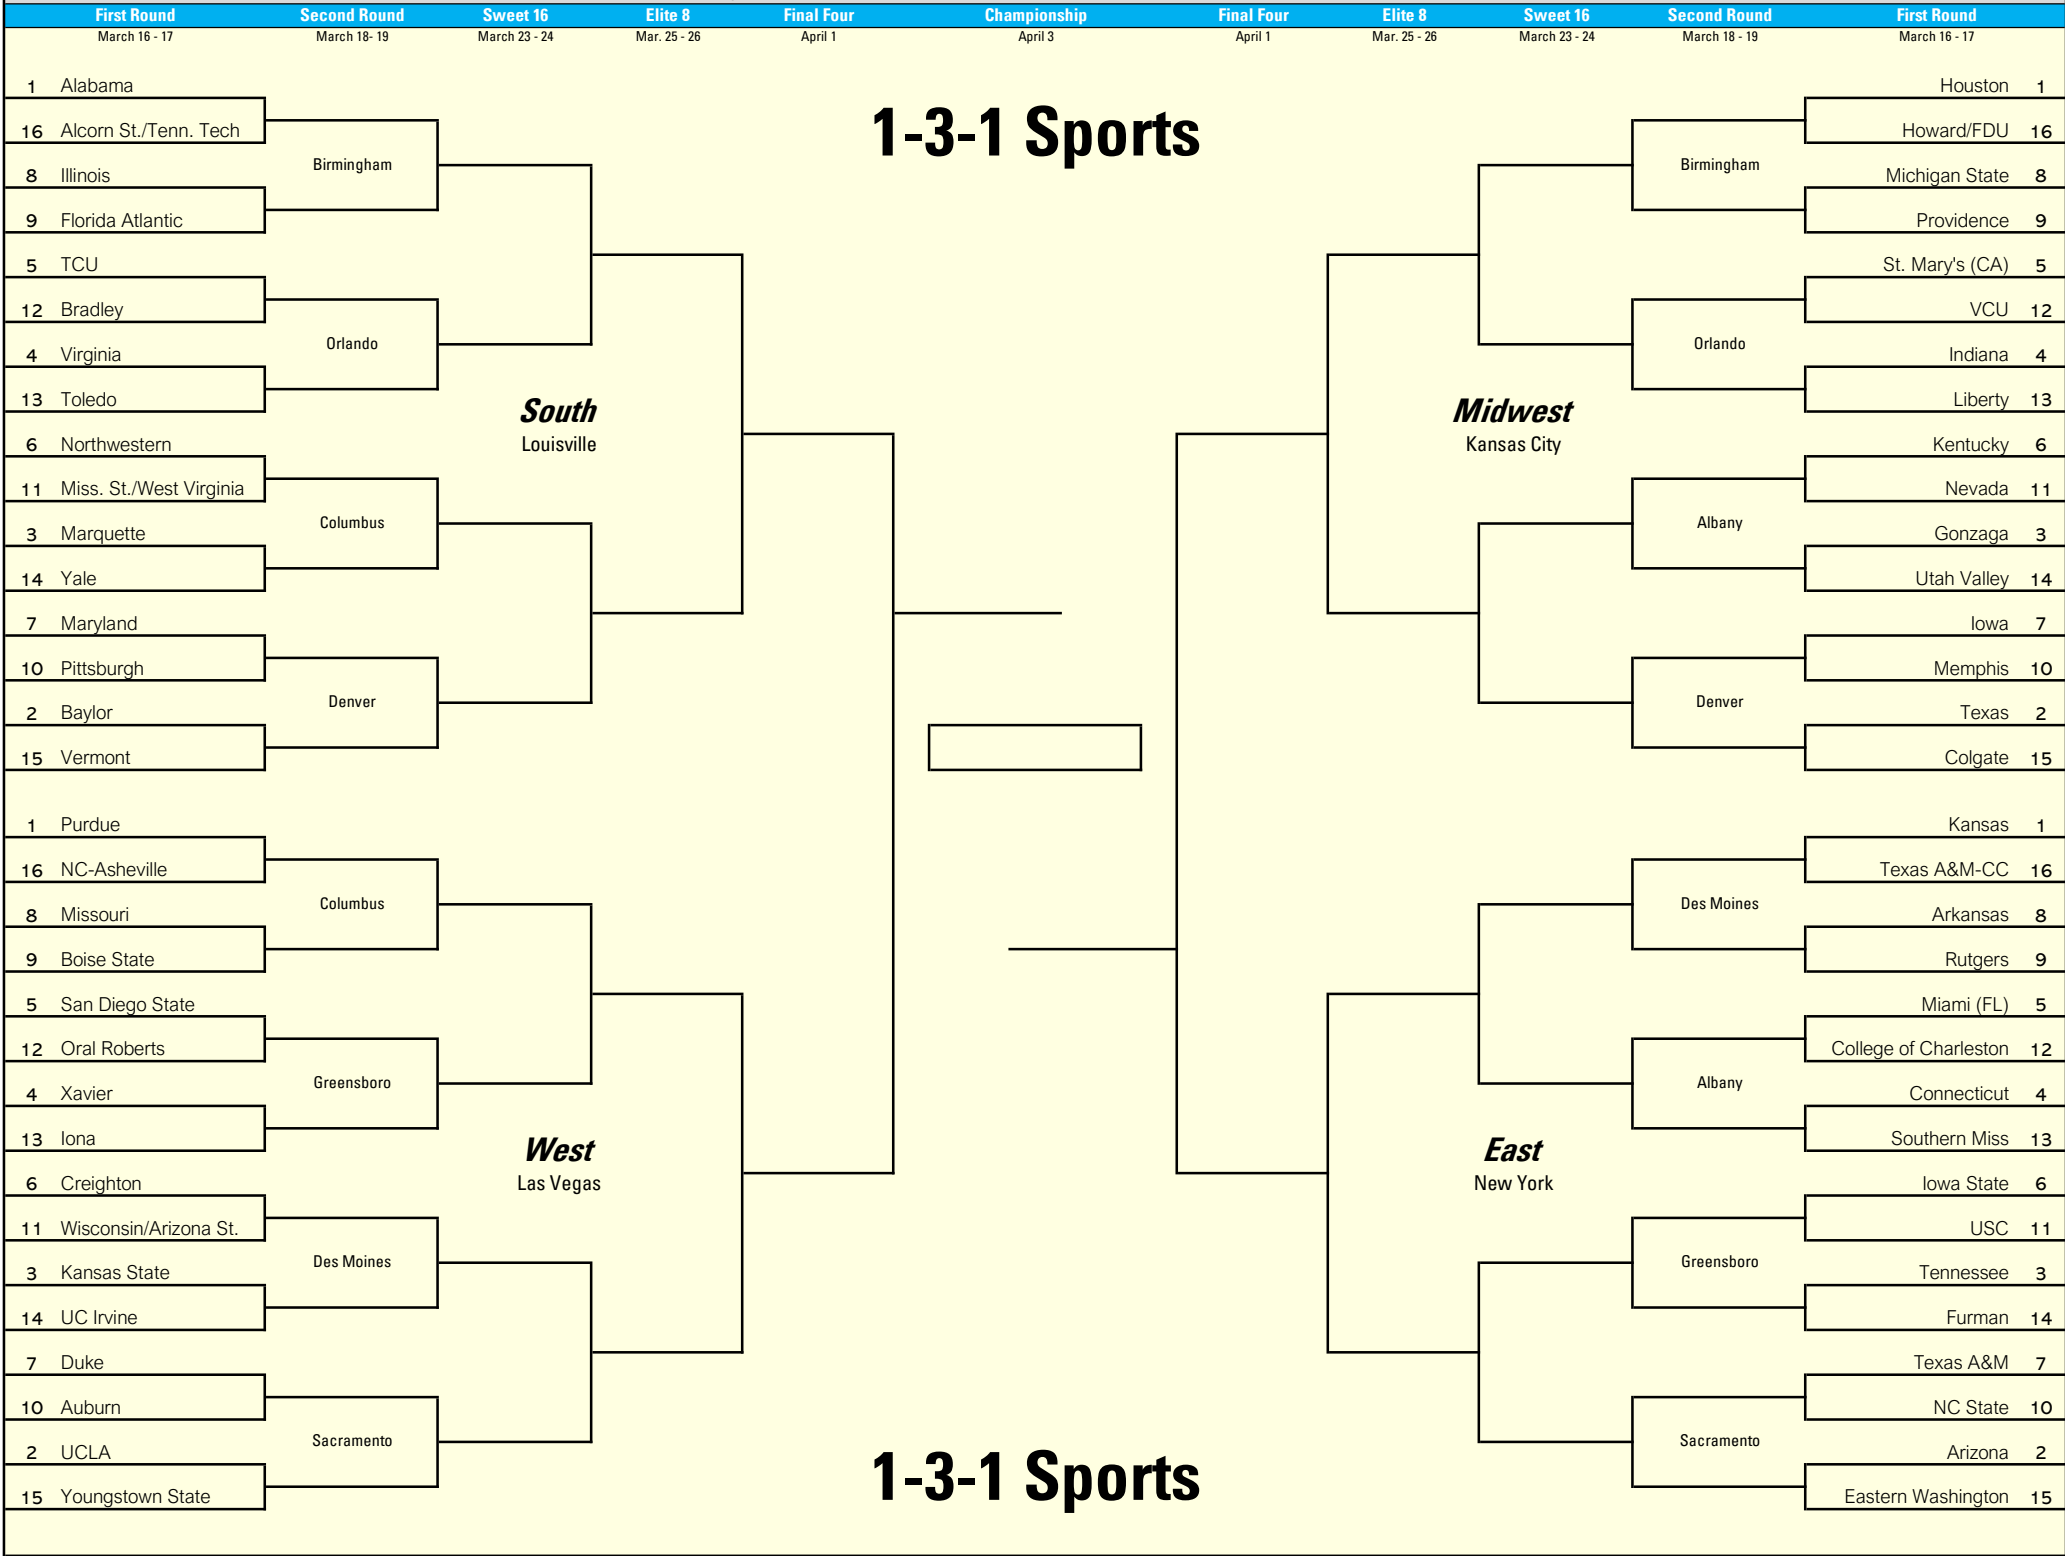 First Round Second Round Sweet 16 Elite 8 Final Four Championship Final Four Elite 8 Sweet 16 Second Round First Round
March 16 - 17 March 18- 19 March 23 - 24 Mar. 25 - 26 April 1 April 3 April 1 Mar. 25 - 26 March 23 - 24 March 18 - 19 March 16 - 17
1-3-1 Sports
1 Alabama
16 Alcorn St./Tenn. Tech
Birmingham
8 Illinois
9 Florida Atlantic
5 TCU
12 Bradley
Orlando
4 Virginia
13 Toledo
South
Louisville
6 Northwestern
11 Miss. St./West Virginia
Columbus
3 Marquette
14 Yale
7 Maryland
10 Pittsburgh
Denver
2 Baylor
15 Vermont
1 Purdue
16 NC-Asheville
Columbus
8 Missouri
9 Boise State
5 San Diego State
12 Oral Roberts
Greensboro
4 Xavier
13 Iona
West
Las Vegas
6 Creighton
11 Wisconsin/Arizona St.
Des Moines
3 Kansas State
14 UC Irvine
7 Duke
10 Auburn
Sacramento
2 UCLA
15 Youngstown State
Houston 1
Howard/FDU 16
Birmingham
Michigan State 8
Providence 9
St. Mary's (CA) 5
VCU 12
Orlando
Indiana 4
Liberty 13
Midwest
Kansas City
Kentucky 6
Nevada 11
Albany
Gonzaga 3
Utah Valley 14
Iowa 7
Memphis 10
Denver
Texas 2
Colgate 15
Kansas 1
Texas A&M-CC 16
Des Moines
Arkansas 8
Rutgers 9
Miami (FL) 5
College of Charleston 12
Albany
Connecticut 4
Southern Miss 13
East
New York
Iowa State 6
USC 11
Greensboro
Tennessee 3
Furman 14
Texas A&M 7
NC State 10
Sacramento
Arizona 2
Eastern Washington 15
1-3-1 Sports